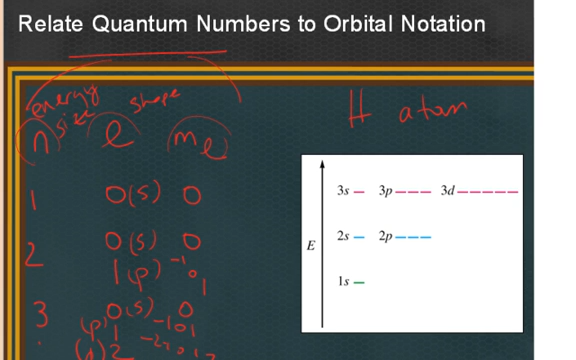 Relate Quantum Numbers to Orbital Notation
energy
size shape
n l ml
H atom
1 0(s) 0
2 0(s) 0
1(p) -1 0 1
3 0(s) 0
(p) 1 -1 0 1
(d) 2
3s 3p 3d
2s 2p
E
1s